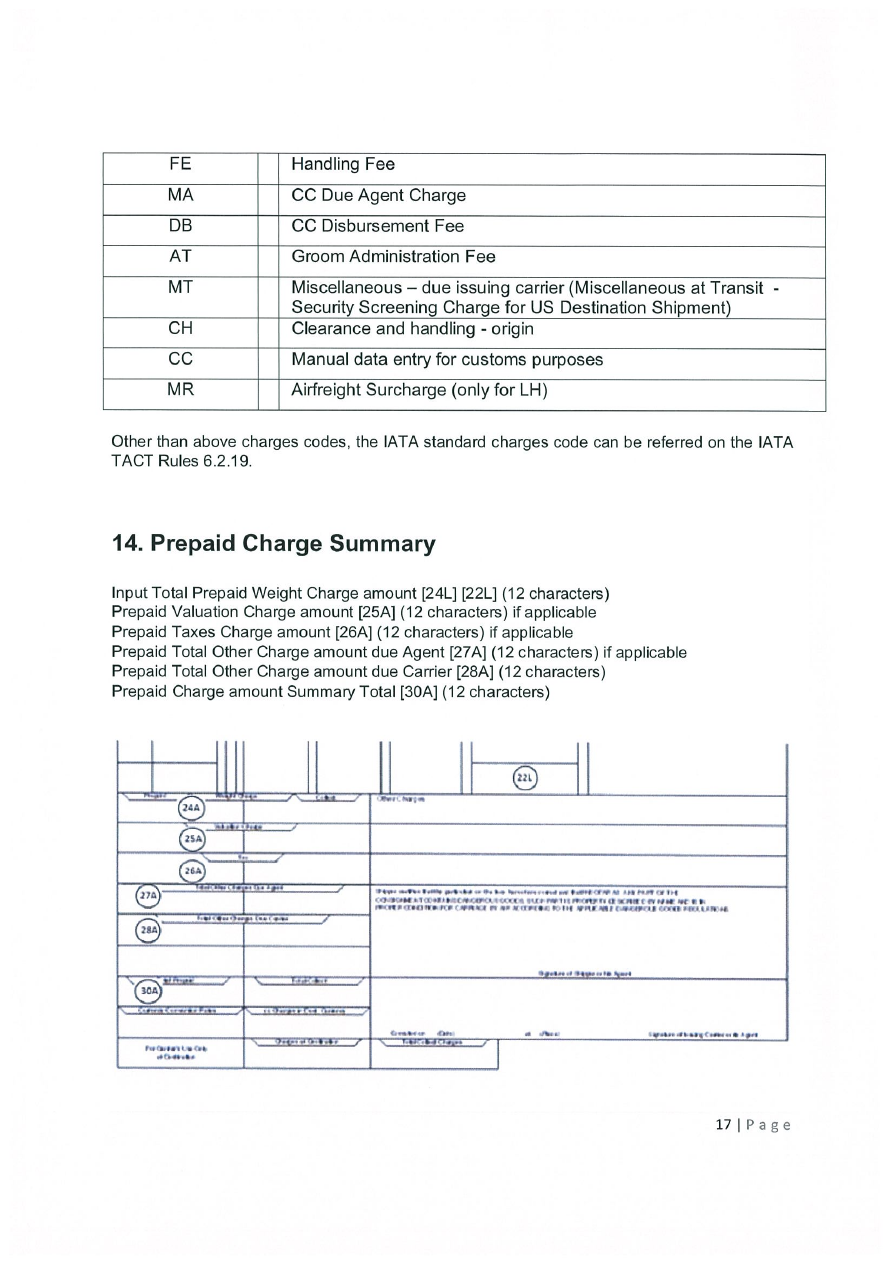 FE Handling Fee
MA CC Due Agent Charge
DB CC Disbursement Fee
AT Groom Administration Fee
MT Miscellaneous – due issuing carrier (Miscellaneous at Transit -
Security Screening Charge for US Destination Shipment)
CH Clearance and handling - origin
CC Manual data entry for customs purposes
MR Airfreight Surcharge (only for LH)
Other than above charges codes, the IATA standard charges code can be referred on the IATA
TACT Rules 6.2.19.
14. Prepaid Charge Summary
Input Total Prepaid Weight Charge amount [24L] [22L] (12 characters)
Prepaid Valuation Charge amount [25A] (12 characters) if applicable
Prepaid Taxes Charge amount [26A] (12 characters) if applicable
Prepaid Total Other Charge amount due Agent [27A] (12 characters) if applicable
Prepaid Total Other Charge amount due Carrier [28A] (12 characters)
Prepaid Charge amount Summary Total [30A] (12 characters)
22L
Prepaid Weight Charge Collect Other Charges
24A
Valuation Charge
25A
Tax
26A
Total Other Charges Due Agent
27A
Total Other Charges Due Carrier
28A
Signature of Shipper or his Agent
Total Prepaid Total Collect
30A
Currency Conversion Rates CC Charges in Dest. Currency
Signature of Issuing Carrier or its Agent
For Carrier's Use Only
at Destination
Charges at Destination Total Collect Charges
17 | Page